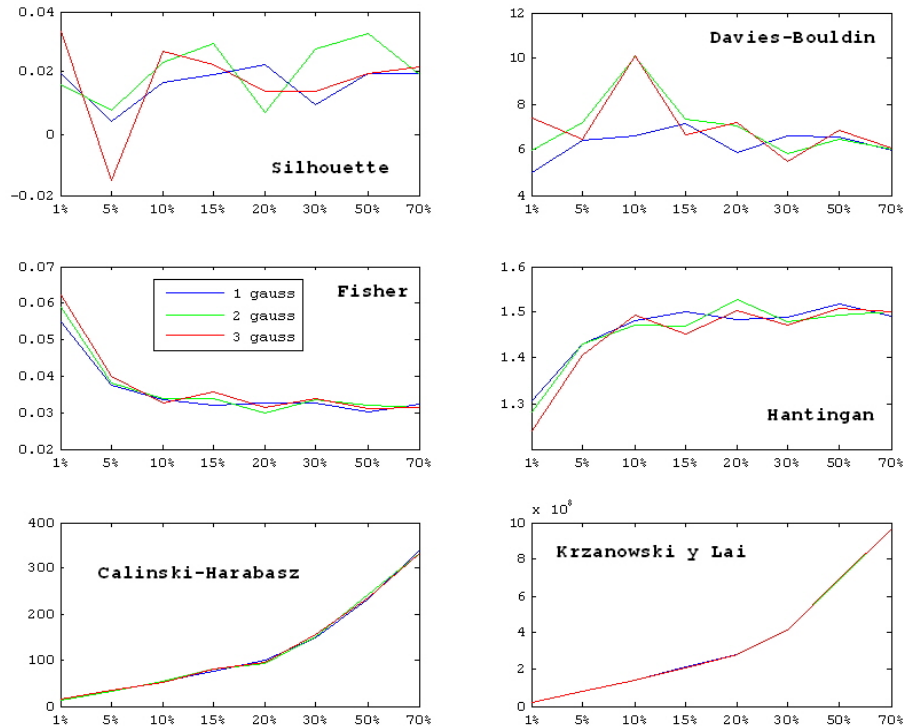 0.04
0.02
0
-0.02
1% 5% 10% 15% 20% 30% 50% 70%
Silhouette
12
10
8
6
4
1% 5% 10% 15% 20% 30% 50% 70%
Davies-Bouldin
0.07
0.06
0.05
0.04
0.03
0.02
1% 5% 10% 15% 20% 30% 50% 70%
1 gauss
2 gauss
3 gauss
Fisher
1.6
1.5
1.4
1.3
1% 5% 10% 15% 20% 30% 50% 70%
Hantingan
400
300
200
100
0
1% 5% 10% 15% 20% 30% 50% 70%
Calinski-Harabasz
x 10⁸
10
8
6
4
2
0
1% 5% 10% 15% 20% 30% 50% 70%
Krzanowski y Lai